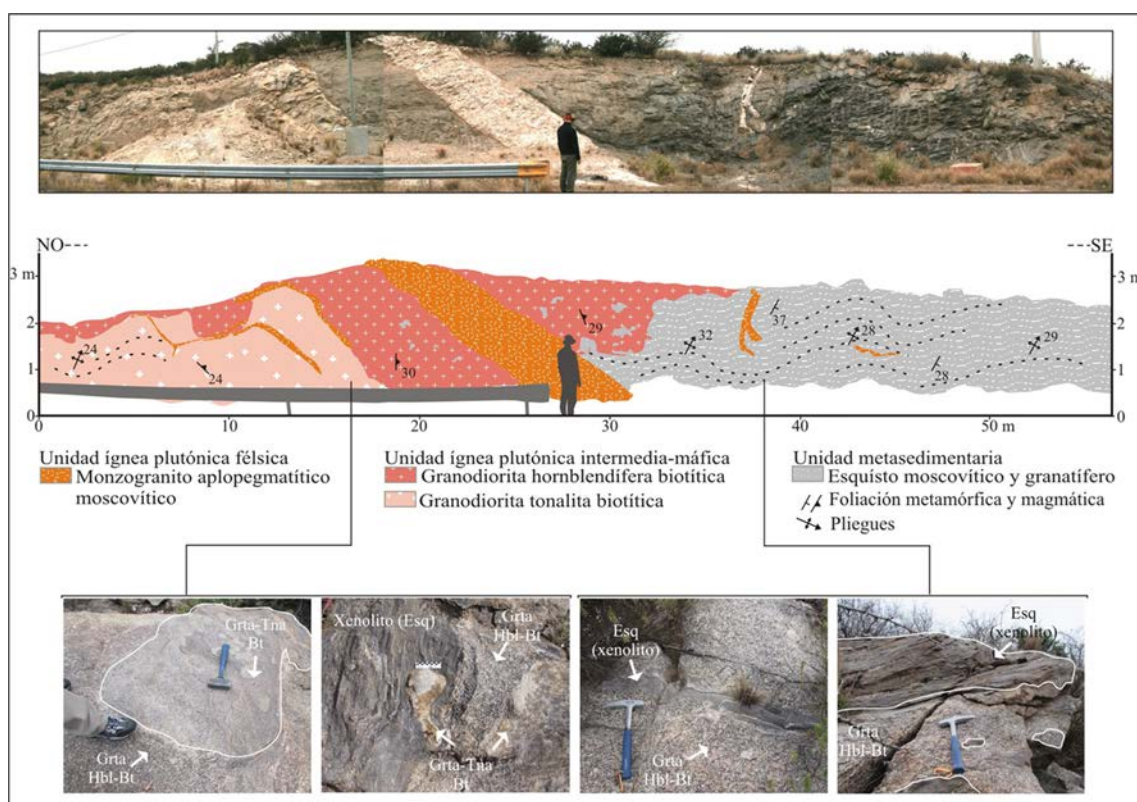 NO---
---SE
3 m
2
1
0
3 m
2
1
0
24
24
30
29
32
37
28
28
29
0
10
20
30
40
50 m
Unidad ígnea plutónica félsica
Monzogranito aplopegmatítico
moscovítico
Unidad ígnea plutónica intermedia-máfica
Granodiorita hornblendífera biotítica
Granodiorita tonalita biotítica
Unidad metasedimentaria
Esquisto moscovítico y granatífero
Foliación metamórfica y magmática
Pliegues
Grta-Tna
Bt
Grta
Hbl-Bt
Xenolito (Esq)
Grta
Hbl-Bt
Grta-Tna
Bt
Esq
(xenolito)
Grta
Hbl-Bt
Esq
(xenolito)
Grta
Hbl-Bt